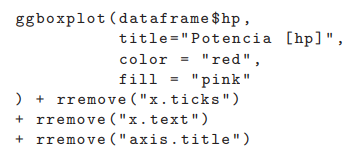 ggboxplot(dataframe$hp,
title="Potencia [hp]",
color = "red",
fill = "pink"
) + rremove("x.ticks")
+ rremove("x.text")
+ rremove("axis.title")